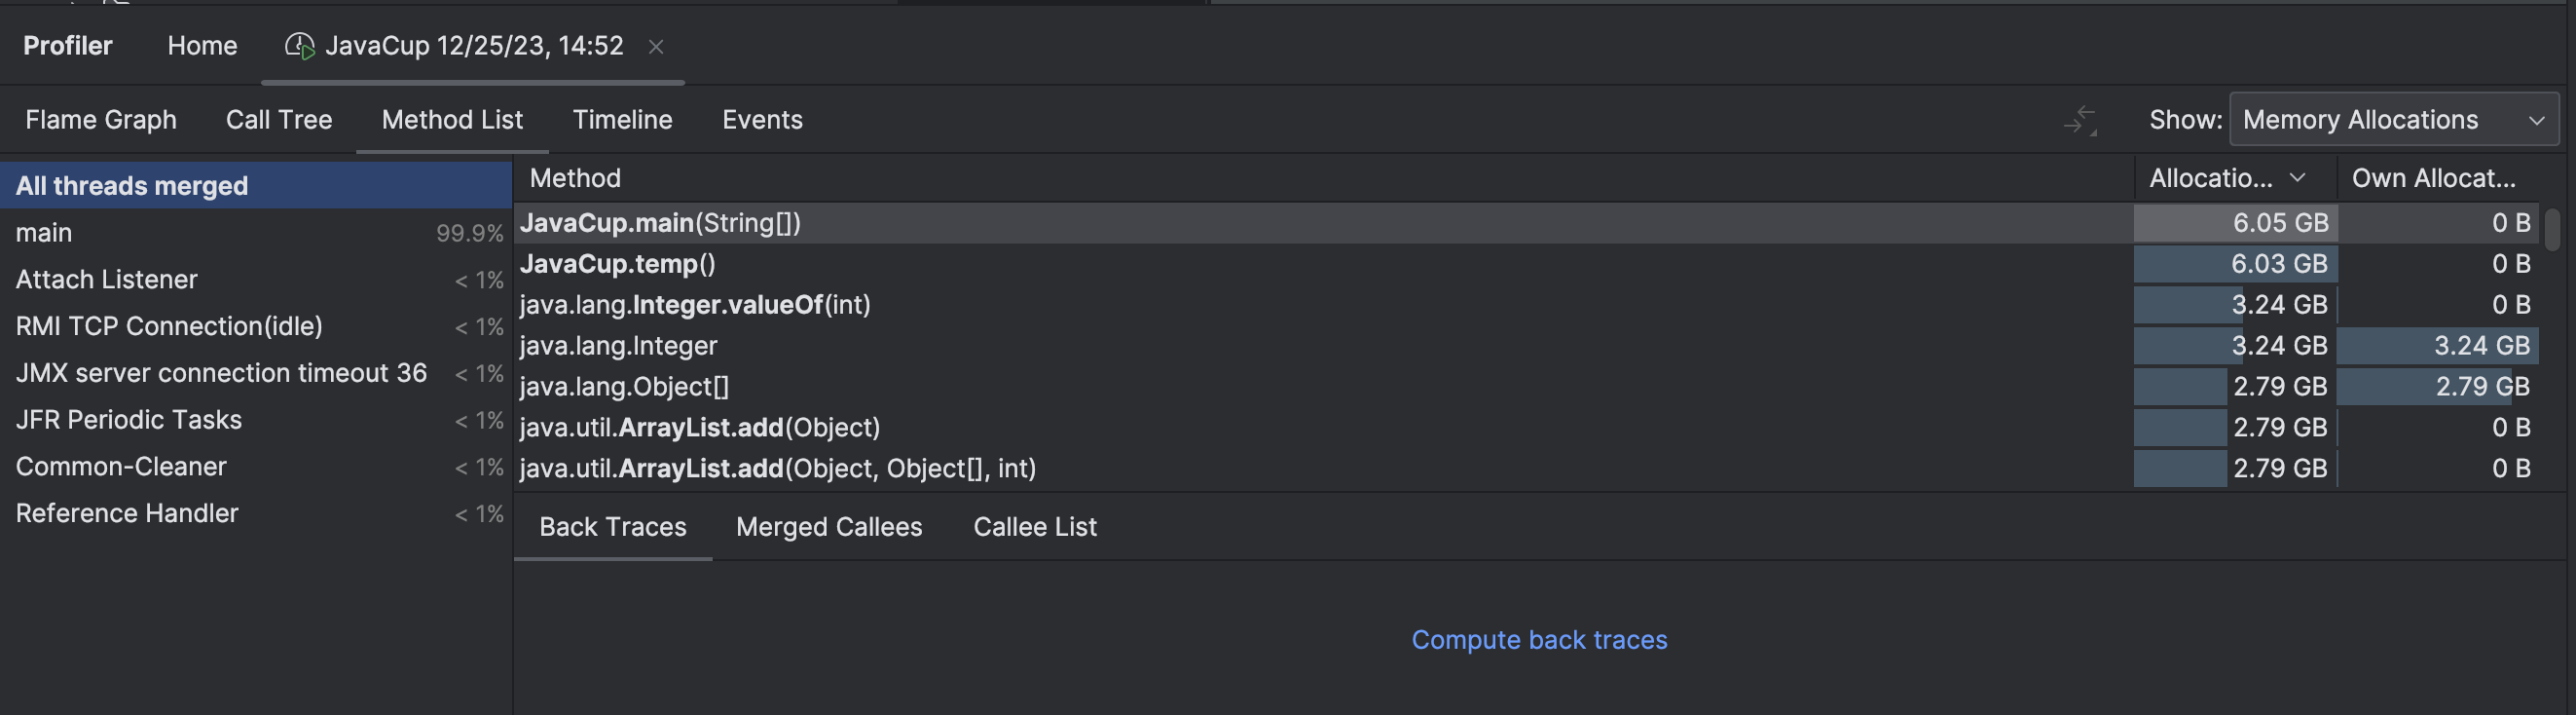 Profiler Home JavaCup 12/25/23, 14:52
Flame Graph Call Tree Method List Timeline Events Show: Memory Allocations
All threads merged
main 99.9%
Attach Listener < 1%
RMI TCP Connection(idle) < 1%
JMX server connection timeout 36 < 1%
JFR Periodic Tasks < 1%
Common-Cleaner < 1%
Reference Handler < 1%
Method Allocatio... Own Allocat...
JavaCup.main(String[]) 6.05 GB 0 B
JavaCup.temp() 6.03 GB 0 B
java.lang.Integer.valueOf(int) 3.24 GB 0 B
java.lang.Integer 3.24 GB 3.24 GB
java.lang.Object[] 2.79 GB 2.79 GB
java.util.ArrayList.add(Object) 2.79 GB 0 B
java.util.ArrayList.add(Object, Object[], int) 2.79 GB 0 B
Back Traces Merged Callees Callee List
Compute back traces